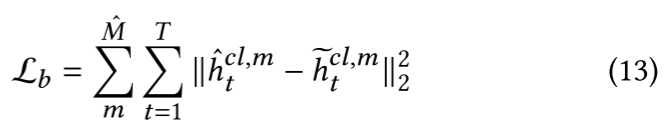 $\mathcal{L}_b = \sum_{m}^{\hat{M}} \sum_{t=1}^{T} \| \hat{h}_t^{cl,m} - \widetilde{h}_t^{cl,m} \|_2^2$ (13)